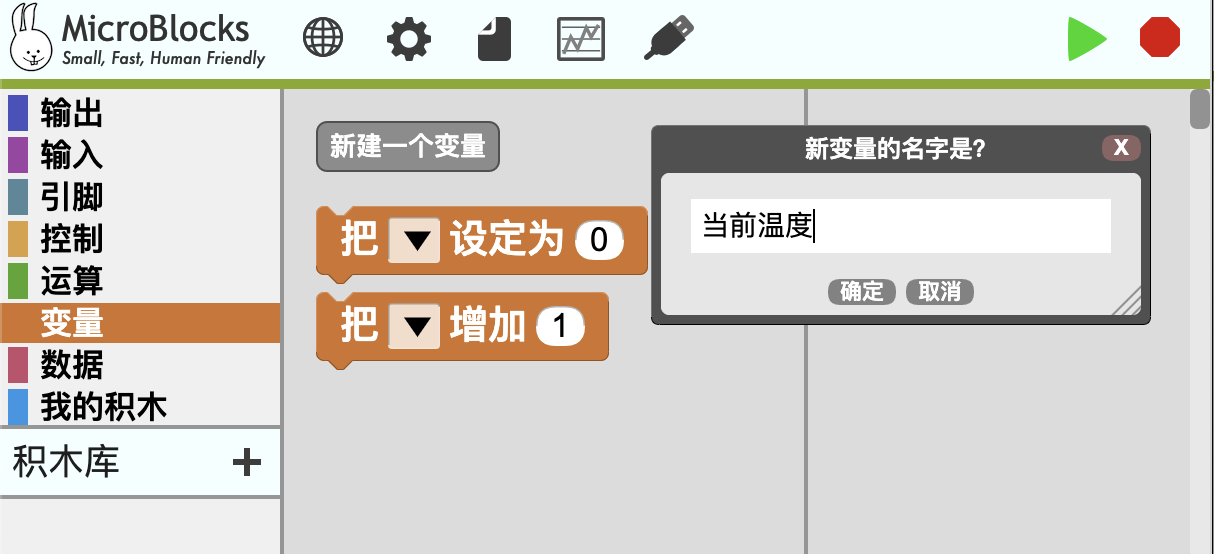 MicroBlocks
Small, Fast, Human Friendly
输出
输入
引脚
控制
运算
变量
数据
我的积木
积木库 +
新建一个变量
把 设定为 0
把 增加 1
新变量的名字是?
X
当前温度
确定 取消